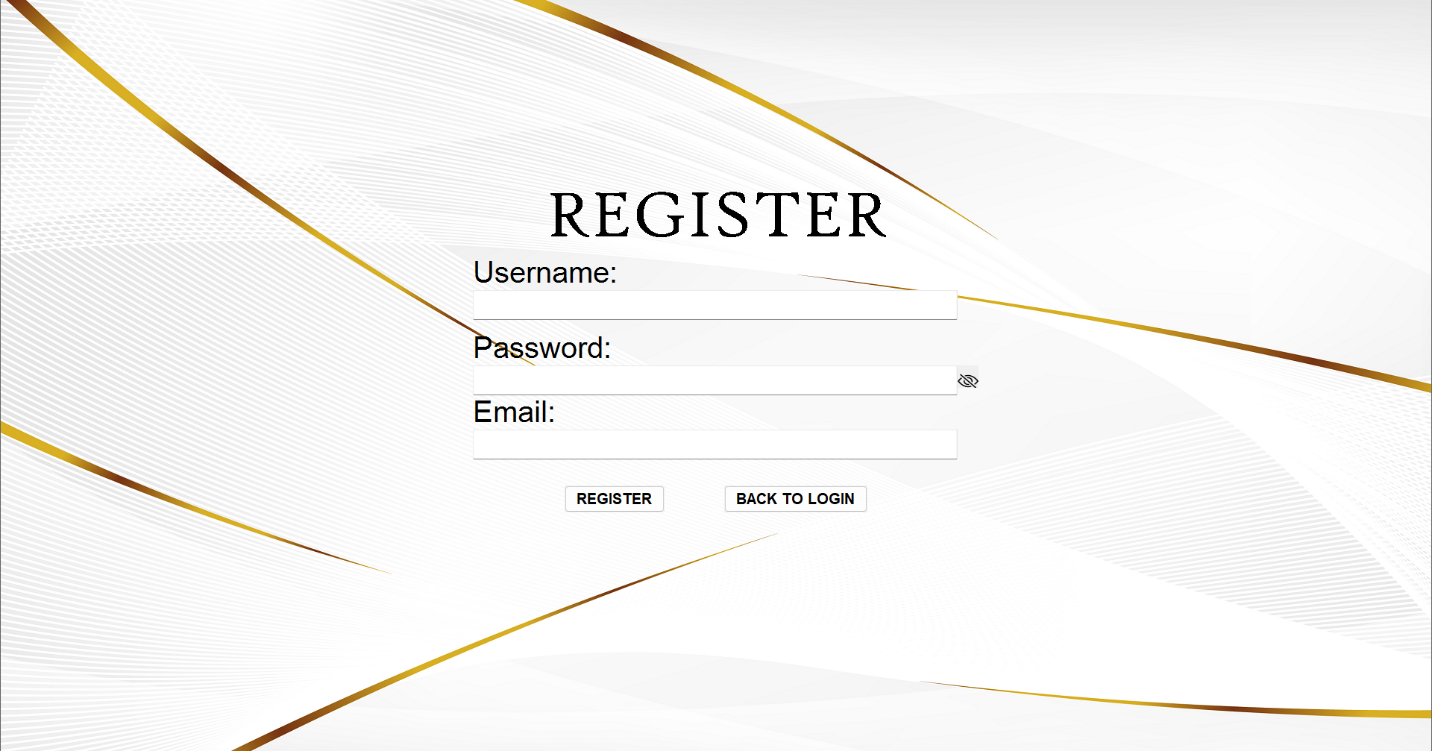 REGISTER
Username:
Password:
Email:
REGISTER BACK TO LOGIN